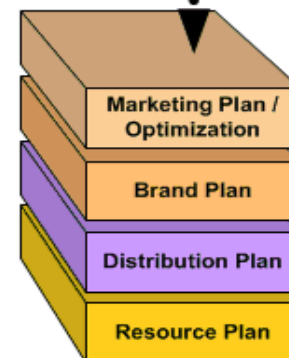 Marketing Plan /
Optimization
Brand Plan
Distribution Plan
Resource Plan